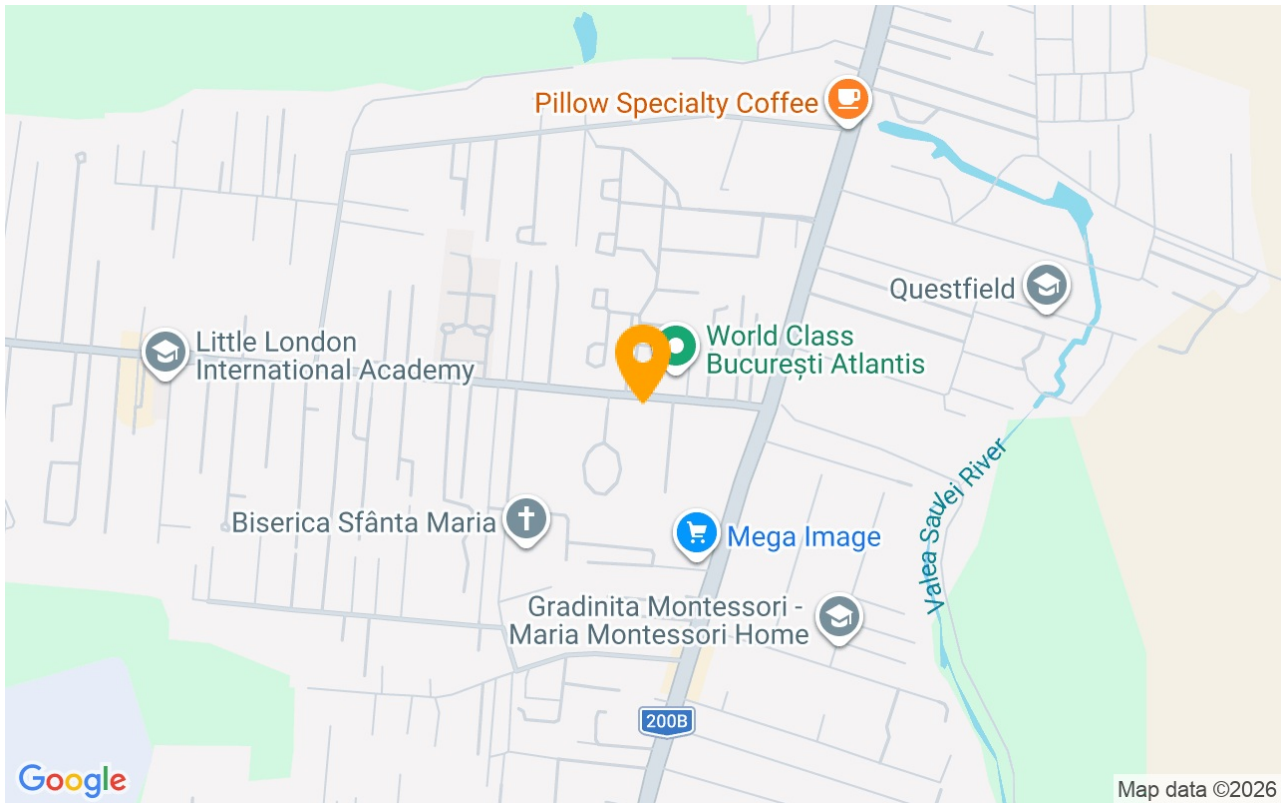 Pillow Specialty Coffee
Questfield
World Class
București Atlantis
Little London
International Academy
Valea Saulei River
Biserica Sfânta Maria
Mega Image
Gradinita Montessori -
Maria Montessori Home
200B
Google
Map data ©2026